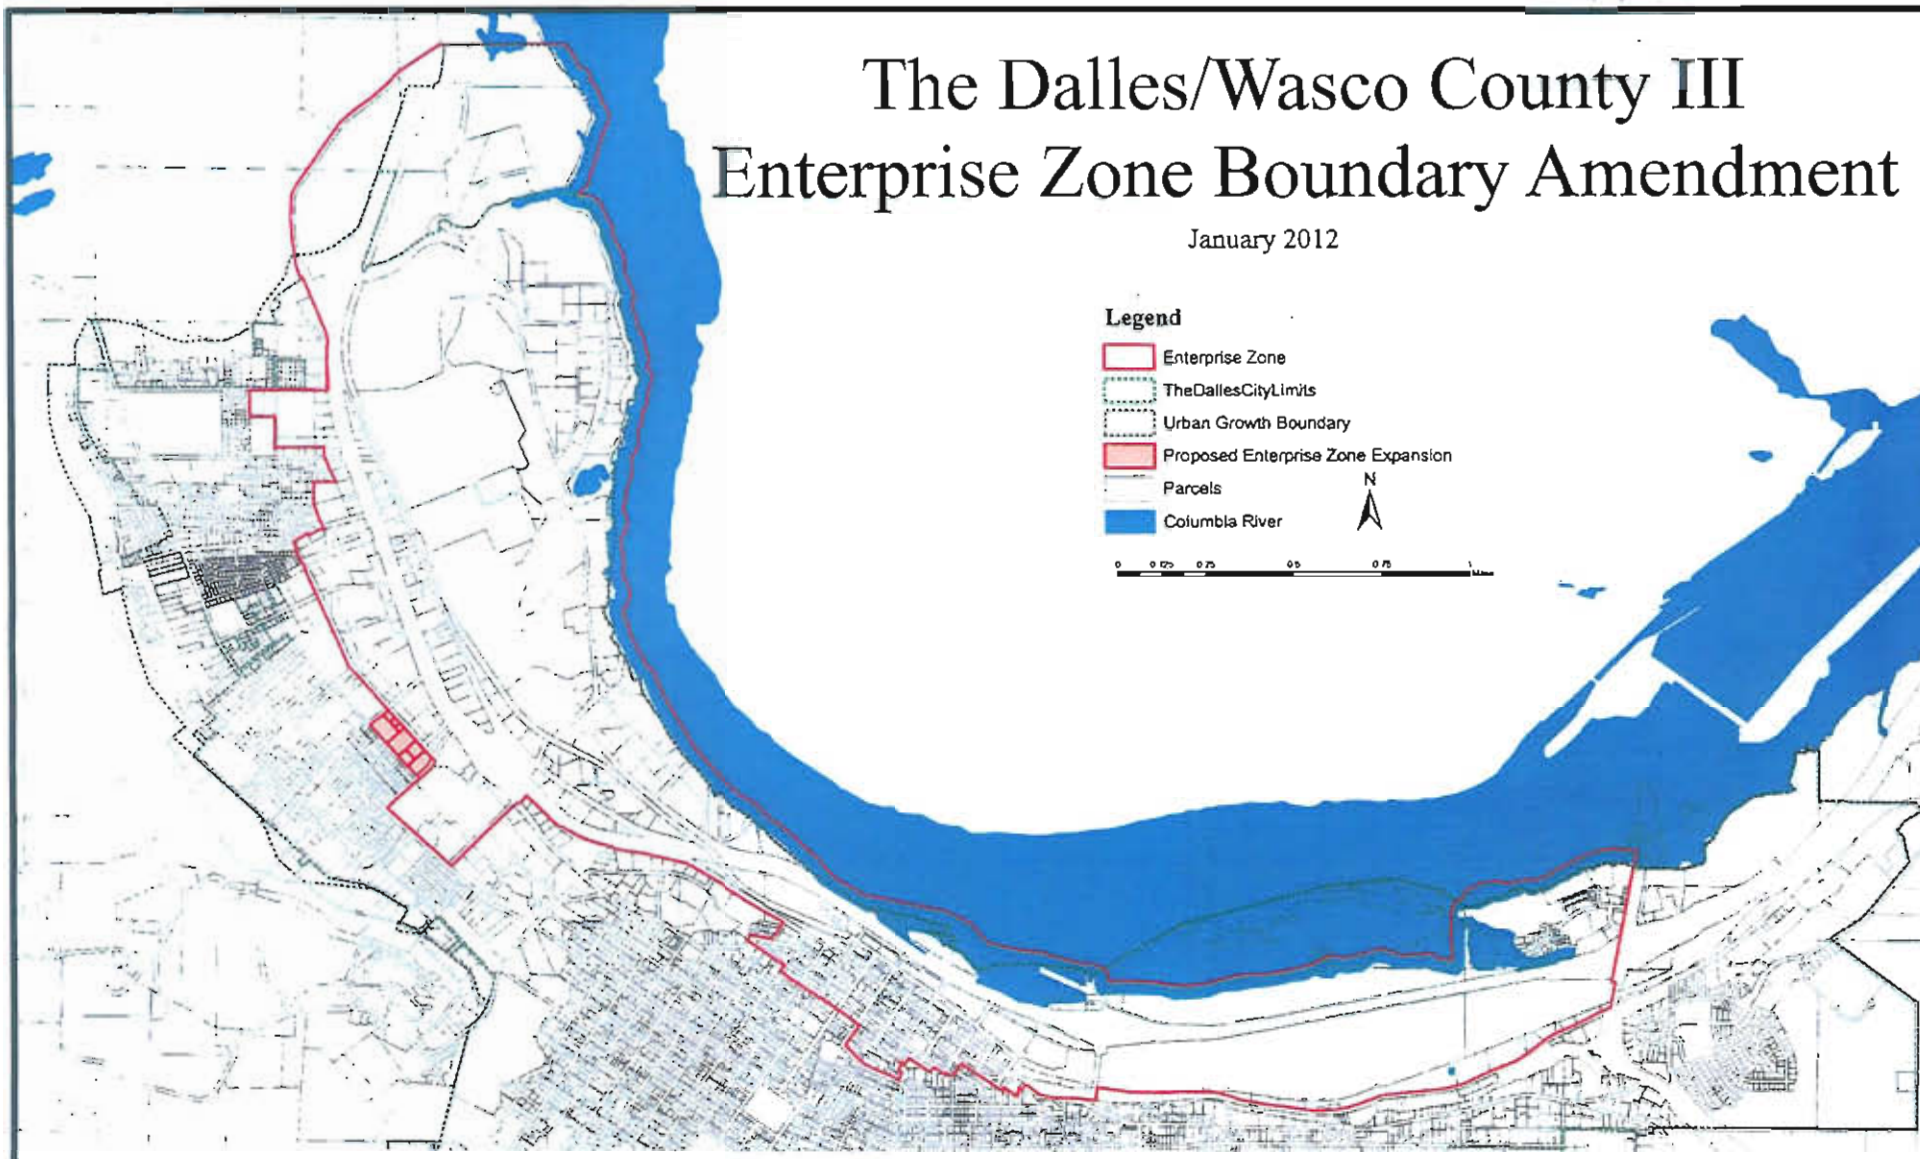 The Dalles/Wasco County III
Enterprise Zone Boundary Amendment
January 2012
Legend
Enterprise Zone
TheDallesCityLimits
Urban Growth Boundary
Proposed Enterprise Zone Expansion
Parcels
Columbia River
N
0